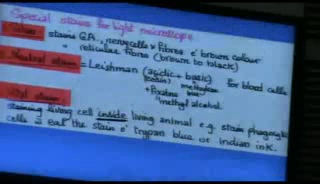 Special stains for light microscope
Silver stains G.A., nerve cells & fibres c̄ brown colour
" reticular fibres (brown to black)
Neutral stain = Leishman (acidic + basic) for blood cells
(eosin) methylene
+ Fixative blue
methyl alcohol
Vital stain
staining living cell inside living animal e.g. stain phagocytic
cells c̄ eat the stain c̄ trypan blue or Indian ink.